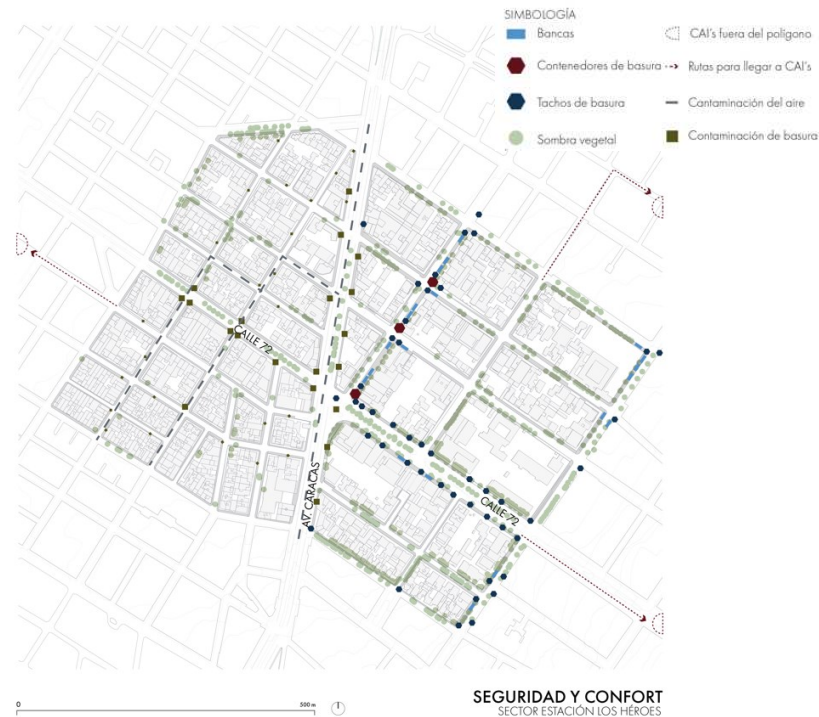 SIMBOLOGÍA
Bancas
Contenedores de basura
Tachos de basura
Sombra vegetal
CAI's fuera del polígono
Rutas para llegar a CAI's
Cantaminación del aire
Contaminación de basura
CALLE 72
AV. CARACAS
CALLE 72
0
500 m
SEGURIDAD Y CONFORT
SECTOR ESTACIÓN LOS HÉROES